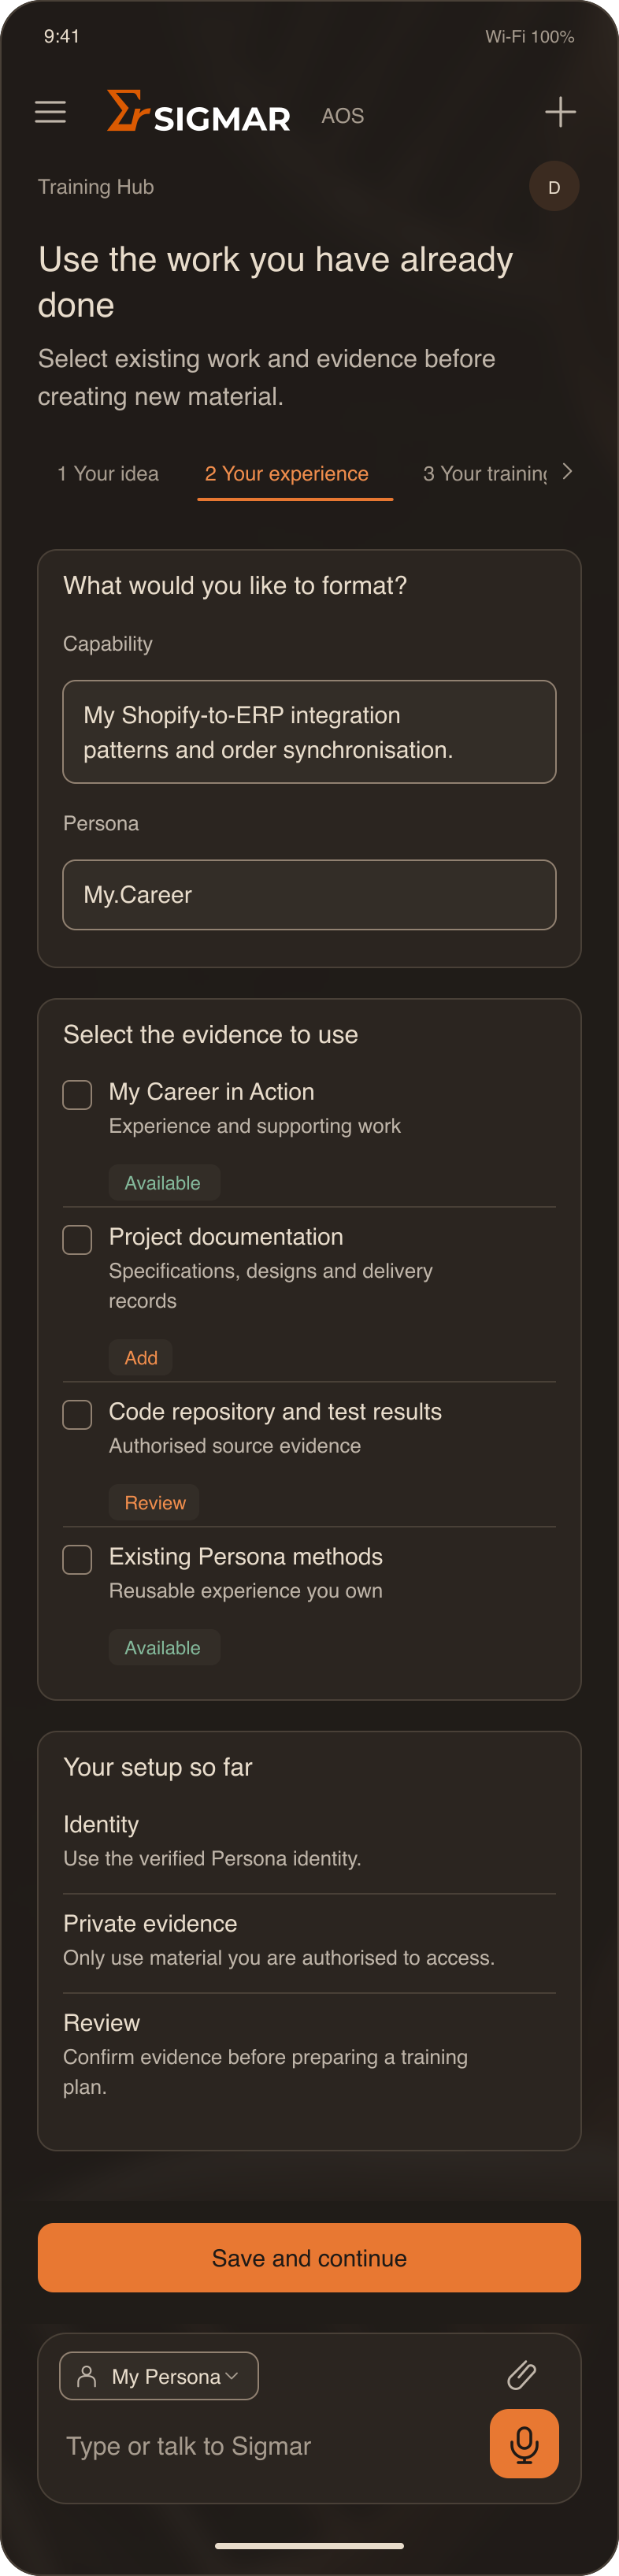 9:41
Wi-Fi 100%
Σr SIGMAR
AOS
Training Hub
D
Use the work you have already
done
Select existing work and evidence before
creating new material.
1 Your idea
2 Your experience
3 Your training
What would you like to format?
Capability
My Shopify-to-ERP integration
patterns and order synchronisation.
Persona
My.Career
Select the evidence to use
My Career in Action
Experience and supporting work
Available
Project documentation
Specifications, designs and delivery
records
Add
Code repository and test results
Authorised source evidence
Review
Existing Persona methods
Reusable experience you own
Available
Your setup so far
Identity
Use the verified Persona identity.
Private evidence
Only use material you are authorised to access.
Review
Confirm evidence before preparing a training
plan.
Save and continue
My Persona
Type or talk to Sigmar